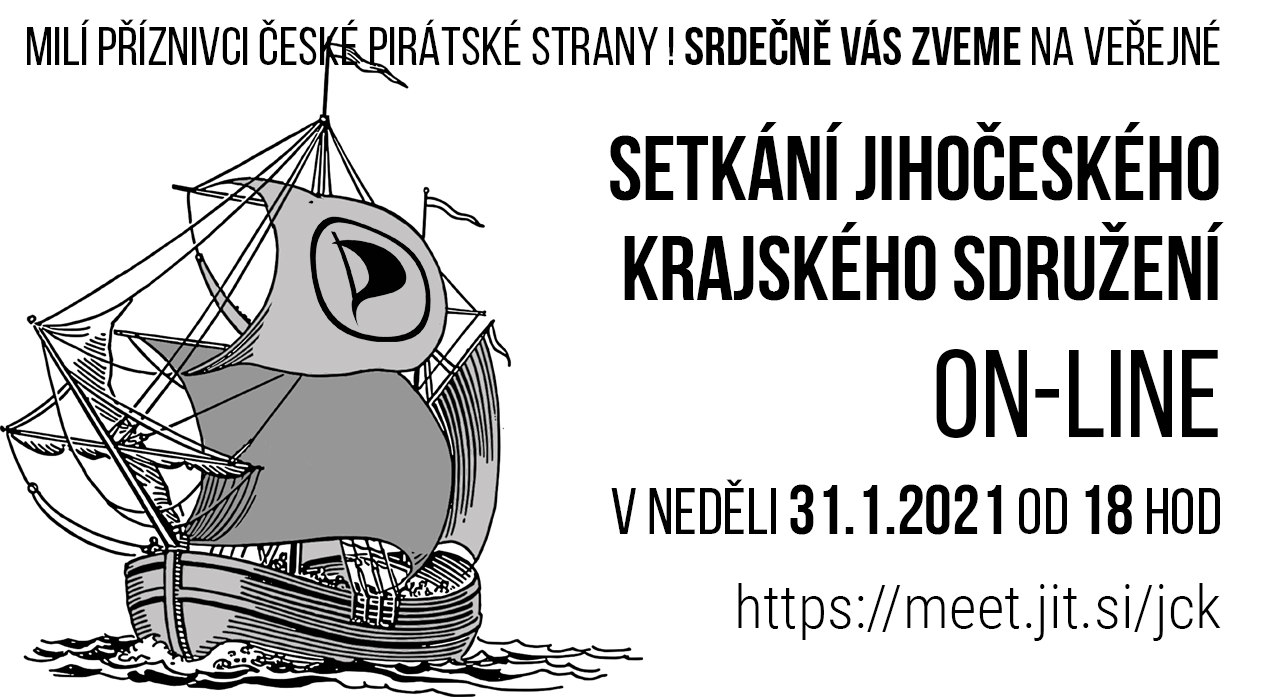 MILÍ PŘÍZNIVCI ČESKÉ PIRÁTSKÉ STRANY ! SRDEČNĚ VÁS ZVEME NA VEŘEJNÉ
SETKÁNÍ JIHOČESKÉHO
KRAJSKÉHO SDRUŽENÍ
ON-LINE
V NEDĚLI 31.1.2021 OD 18 HOD
https://meet.jit.si/jck